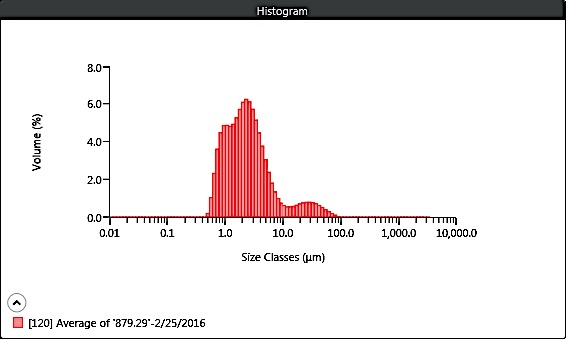 Histogram
8.0
6.0
4.0
2.0
0.0
Volume (%)
0.01 0.1 1.0 10.0 100.0 1,000.0 10,000.0
Size Classes (µm)
[120] Average of '879.29'-2/25/2016